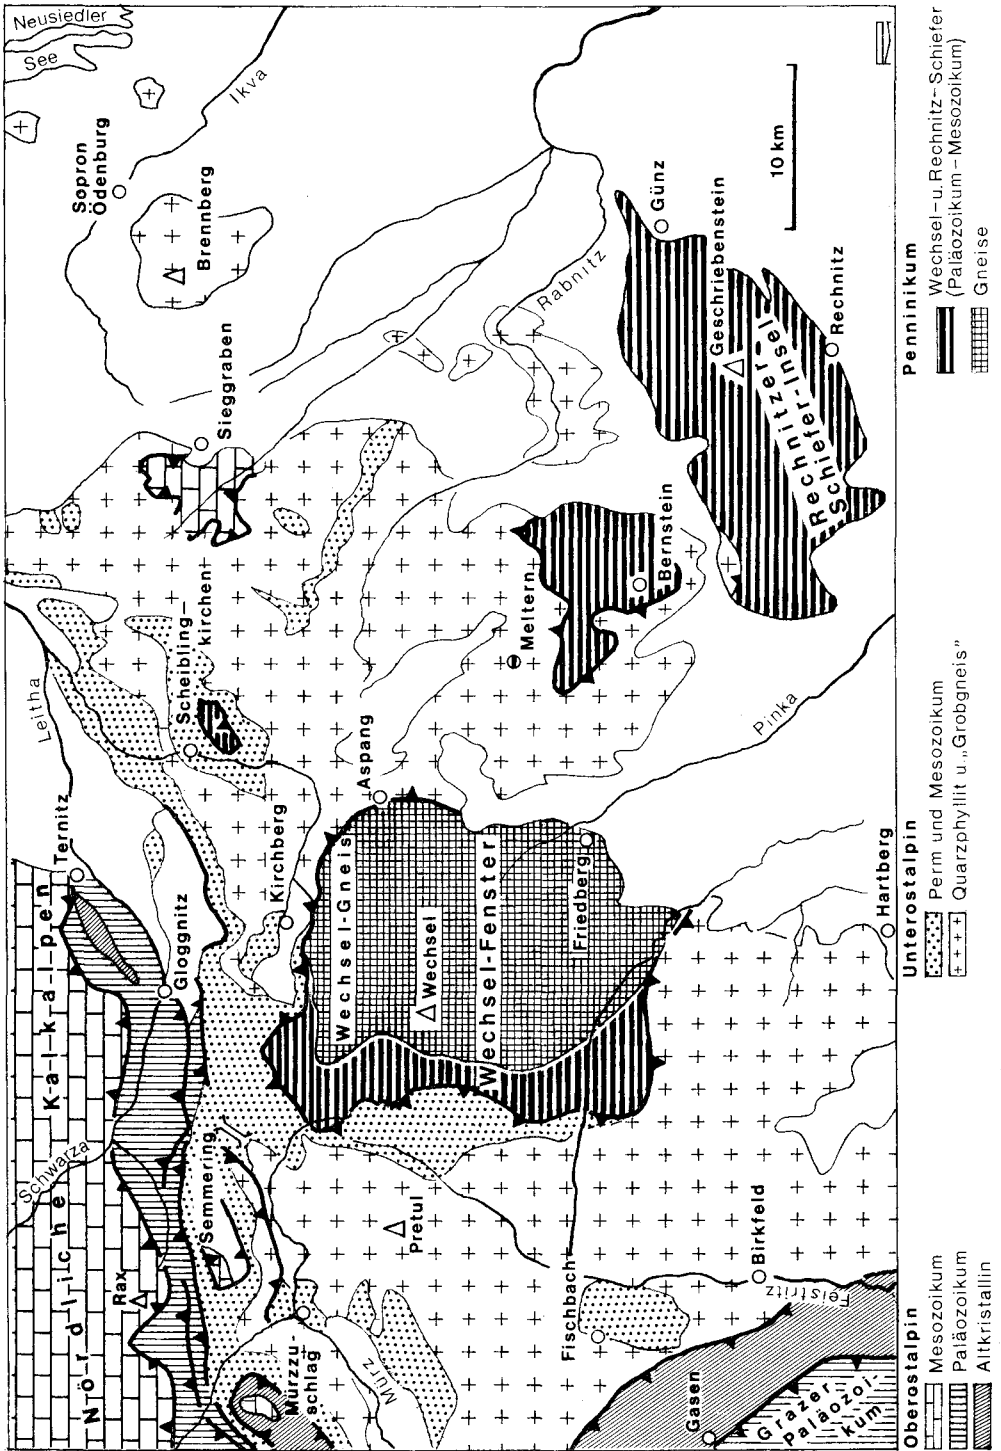 Neusiedler
See
Ikva
Sopron
Ödenburg
Brennberg
Sieggraben
Rabnitz
Günz
Geschriebenstein
Rechnitz
Rechnitzer-
Schiefer-Insel
10 km
Leitha
Scheibling-
kirchen
Meltern
Bernstein
Pinka
Ternitz
Gloggnitz
Kirchberg
Aspang
Wechsel-Gneis
Wechsel
Wechsel-Fenster
Friedberg
Hartberg
N-ö-r-d-l-i-c-h-e K-a-l-k-a-l-p-e-n
Schwarza
Rax
Semmering
Mürzzu-
schlag
Mürz
Pretul
Fischbach
Birkfeld
Feistritz
Gasen
Grazer-
Paläozoi-
kum
Oberostalpin
Mesozoikum
Paläozoikum
Altkristallin
Unterostalpin
Perm und Mesozoikum
Quarzphyllit u. „Grobgneis"
Penninikum
Wechsel-u. Rechnitz-Schiefer
(Paläozoikum-Mesozoikum)
Gneise